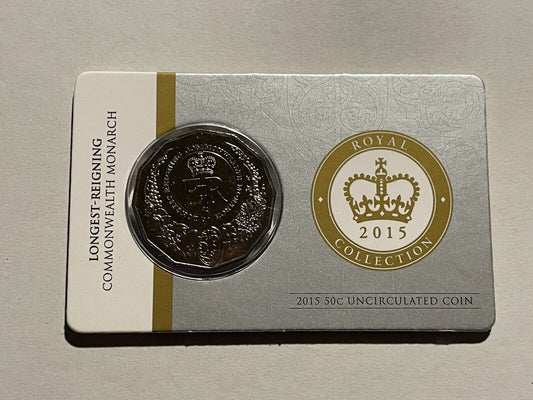 LONGEST-REIGNING
COMMONWEALTH MONARCH
ROYAL
2015
COLLECTION
2015 50C UNCIRCULATED COIN